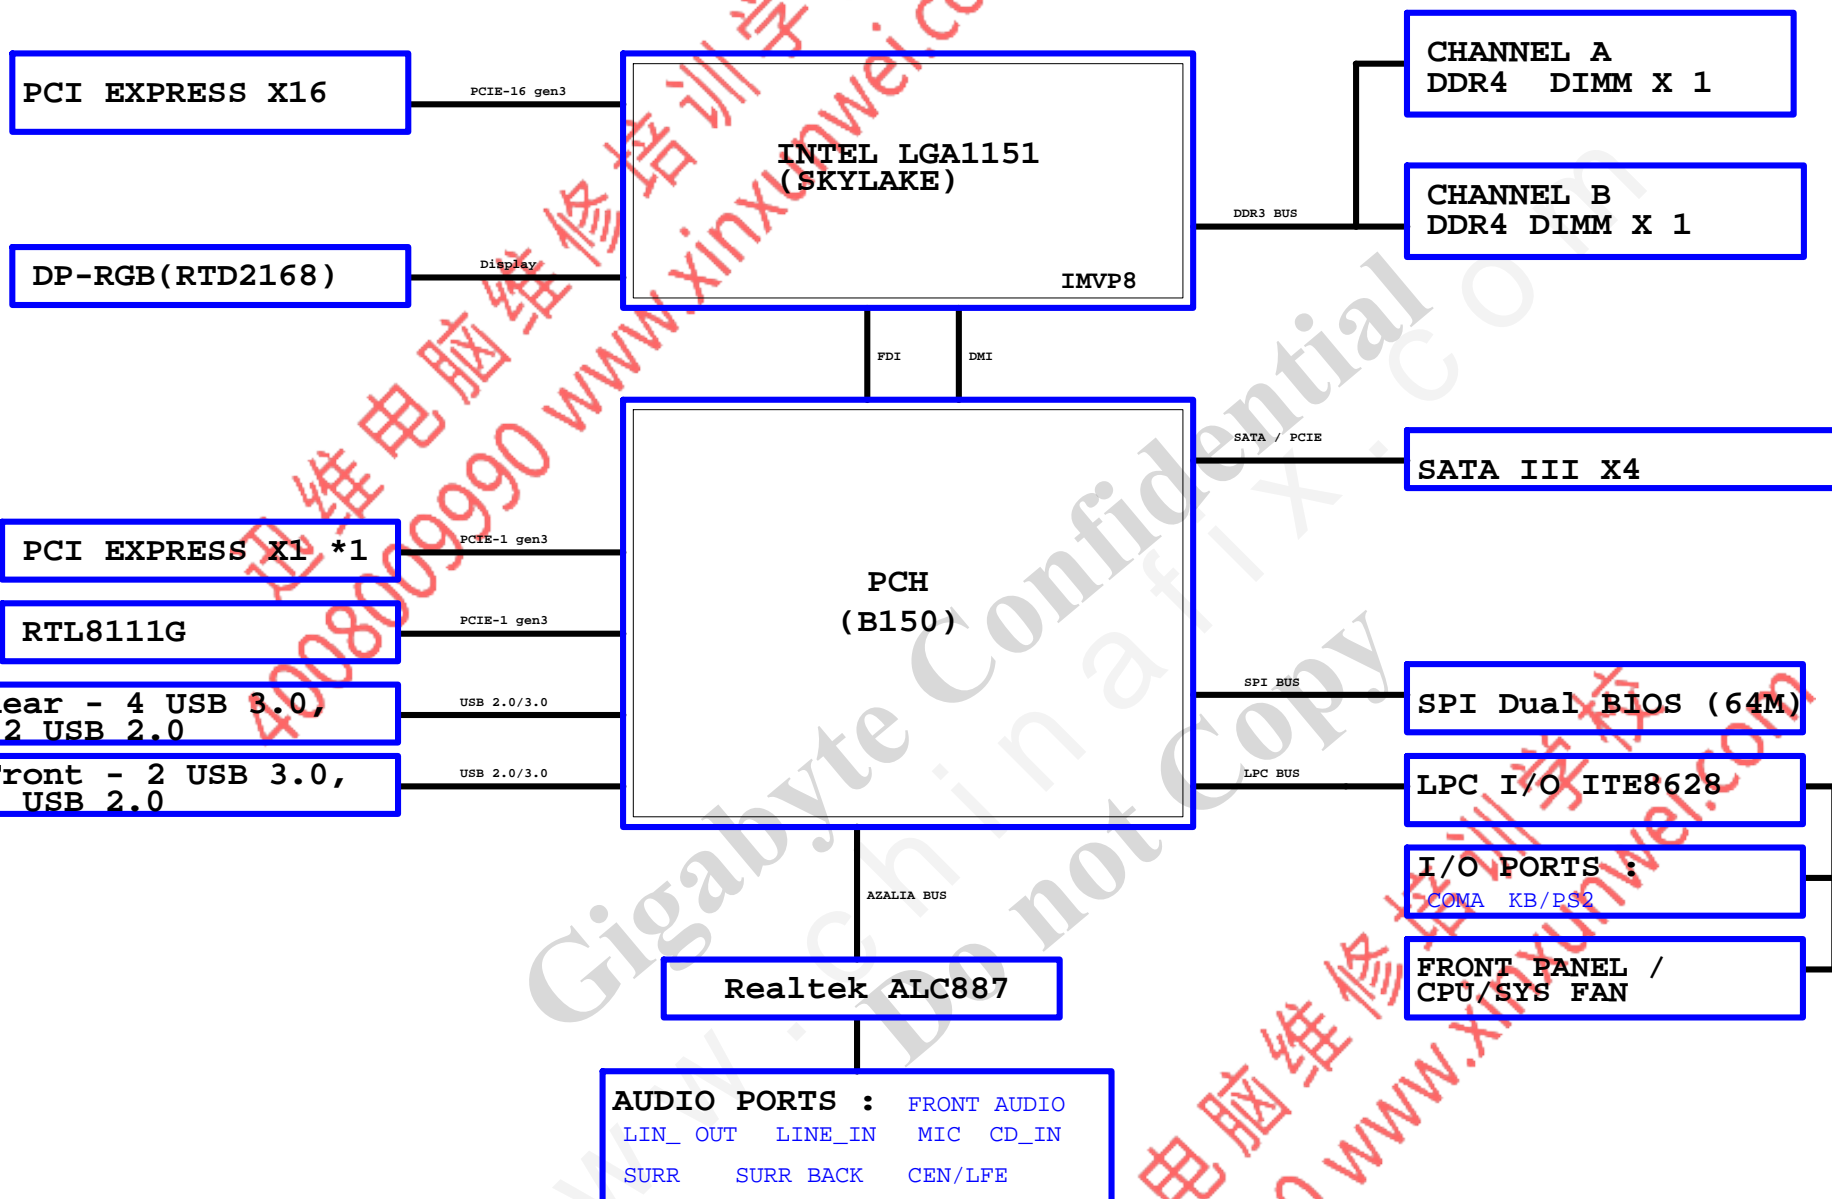 PCI EXPRESS X16
PCIE-16 gen3
INTEL LGA1151
(SKYLAKE)
IMVP8
CHANNEL A
DDR4 DIMM X 1
CHANNEL B
DDR4 DIMM X 1
DDR3 BUS
DP-RGB(RTD2168)
Display
FDI
DMI
SATA / PCIE
SATA III X4
PCH
(B150)
PCI EXPRESS X1 *1
PCIE-1 gen3
RTL8111G
PCIE-1 gen3
ear - 4 USB 3.0,
2 USB 2.0
USB 2.0/3.0
ront - 2 USB 3.0,
USB 2.0
USB 2.0/3.0
SPI BUS
SPI Dual BIOS (64M)
LPC BUS
LPC I/O ITE8628
I/O PORTS :
COMA KB/PS2
FRONT PANEL /
CPU/SYS FAN
AZALIA BUS
Realtek ALC887
AUDIO PORTS : FRONT AUDIO
LIN_ OUT LINE_IN MIC CD_IN
SURR SURR BACK CEN/LFE
Gigabyte Confidential
Do not Copy
w.chinafix.com
迅维电脑维修培训学
4008009990 www.xinxunwei.co
电脑维修培训学校
0 www.xinxunwei.com